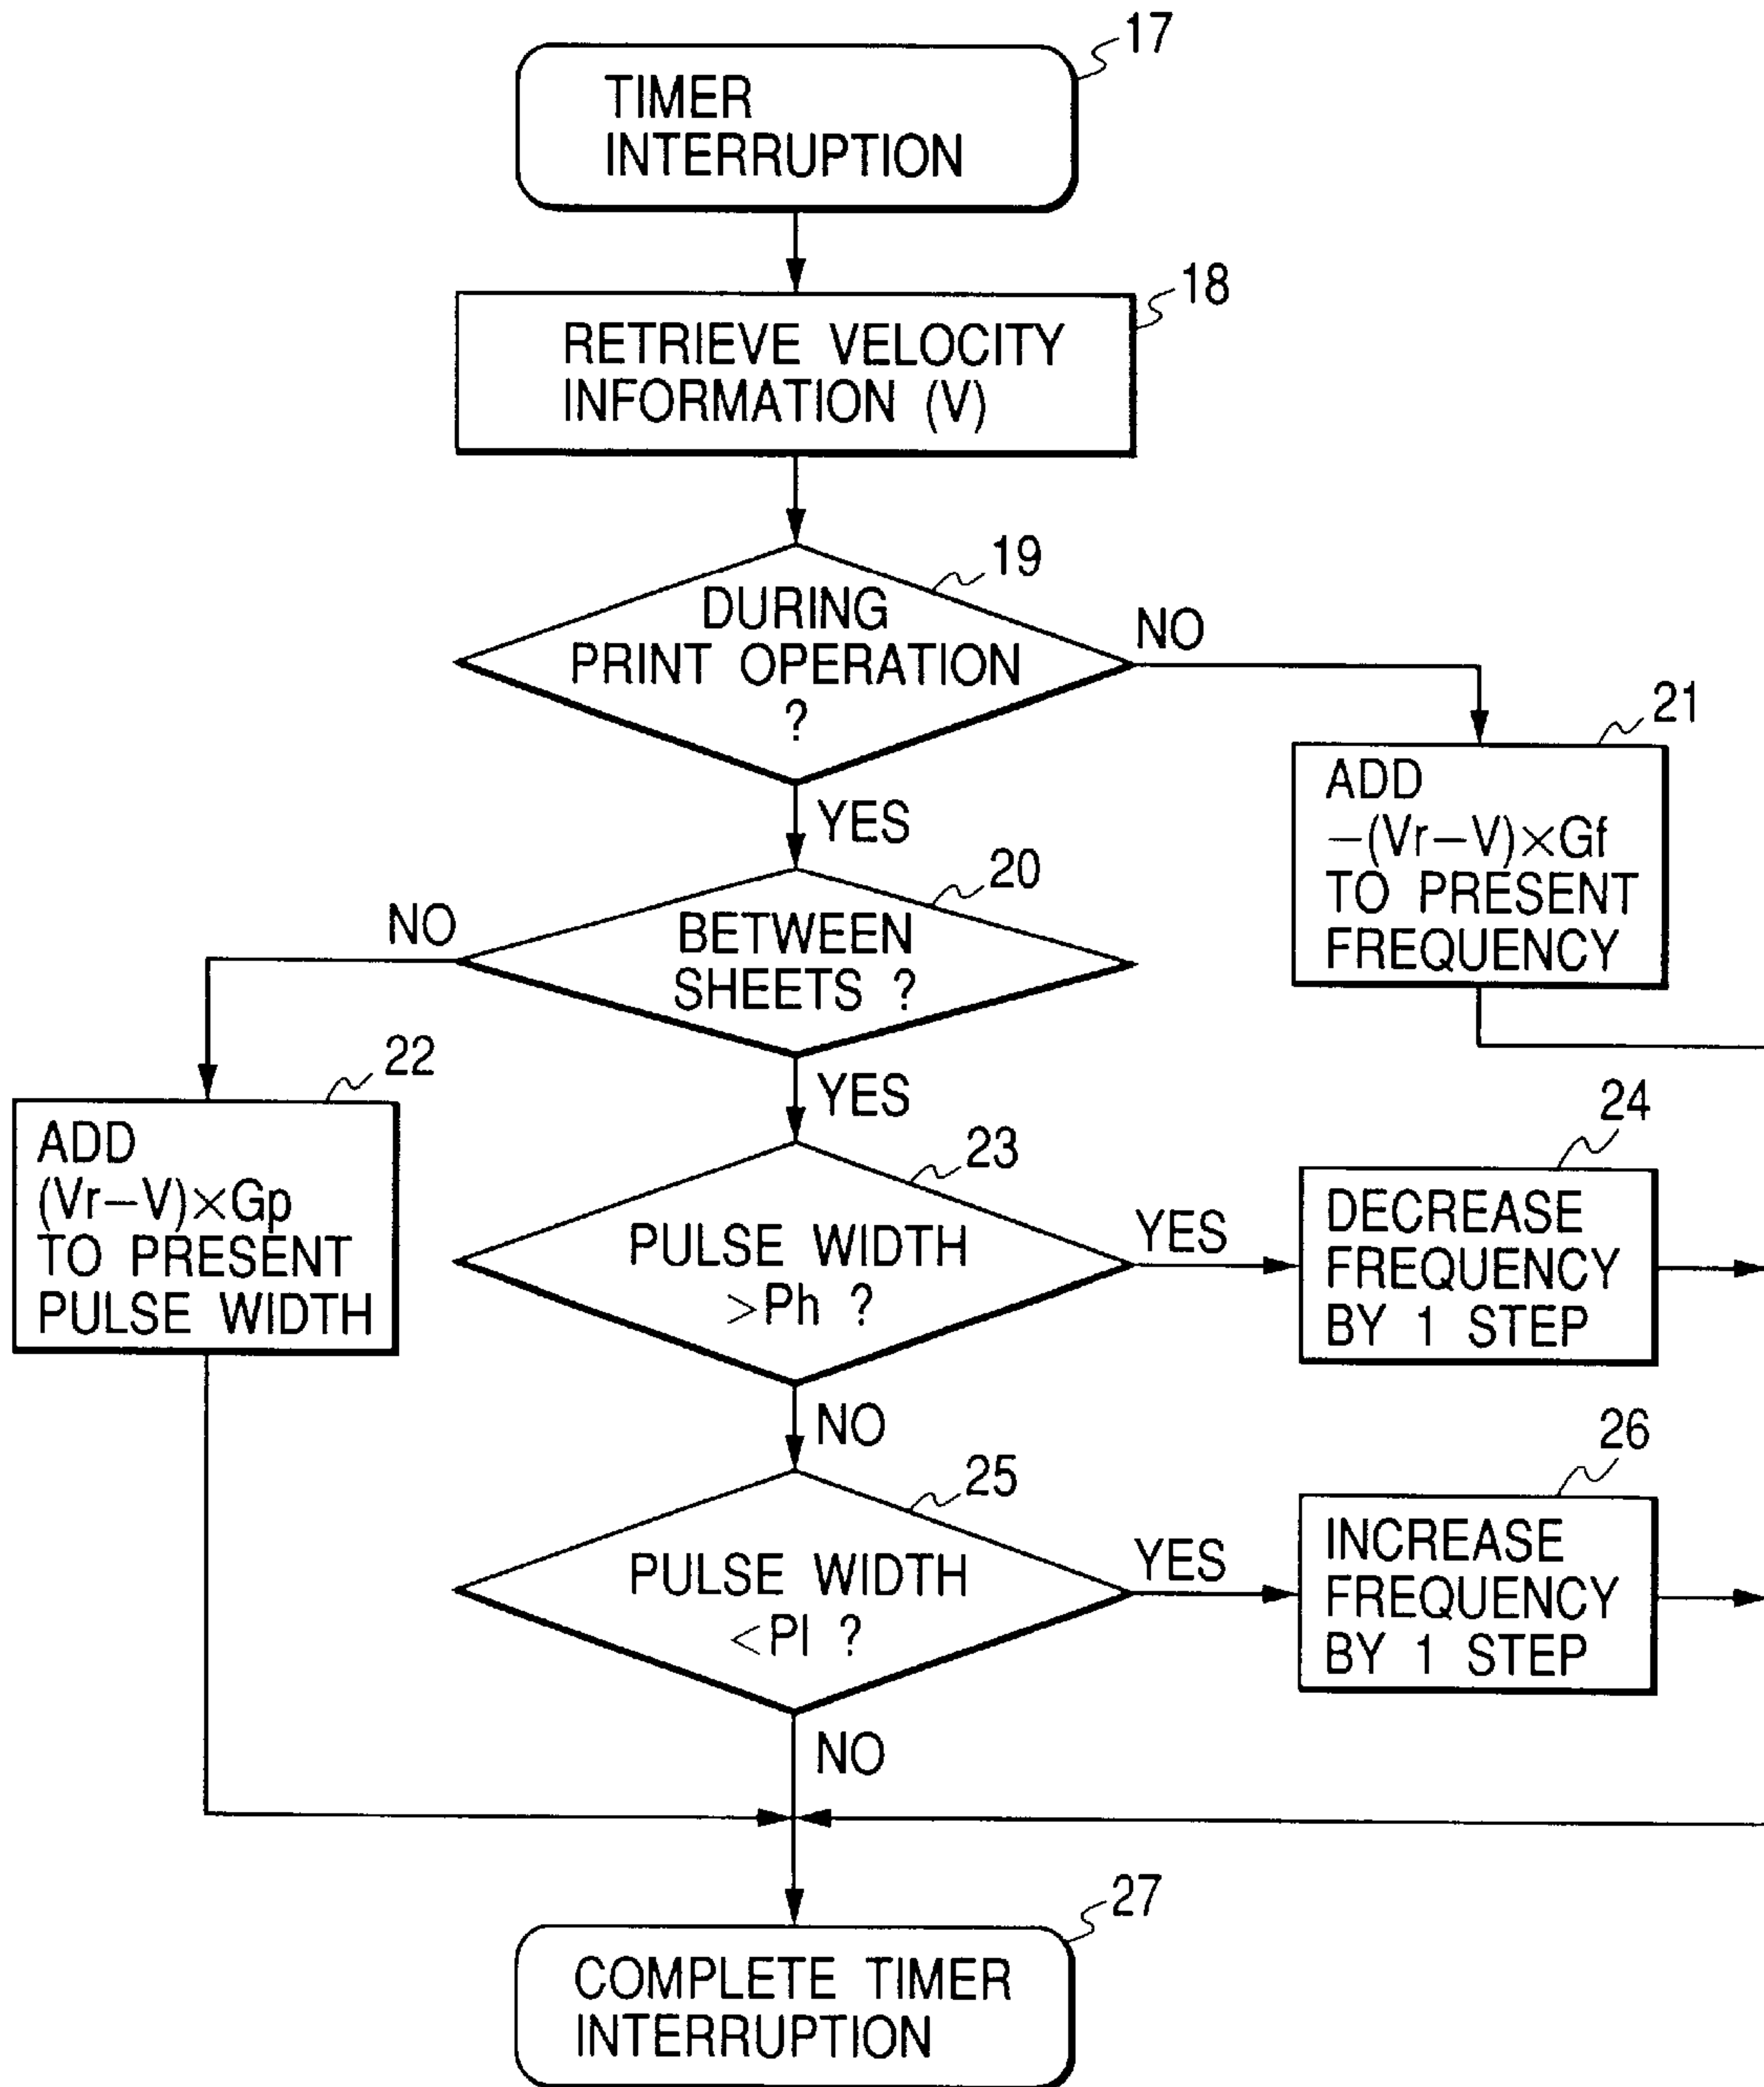 17
TIMER
INTERRUPTION
18
RETRIEVE VELOCITY
INFORMATION (V)
19
DURING
PRINT OPERATION
?
NO
YES
21
ADD
−(Vr−V)×Gf
TO PRESENT
FREQUENCY
20
BETWEEN
SHEETS ?
NO
YES
22
ADD
(Vr−V)×Gp
TO PRESENT
PULSE WIDTH
23
PULSE WIDTH
>Ph ?
YES
NO
24
DECREASE
FREQUENCY
BY 1 STEP
25
PULSE WIDTH
<Pl ?
YES
NO
26
INCREASE
FREQUENCY
BY 1 STEP
27
COMPLETE TIMER
INTERRUPTION